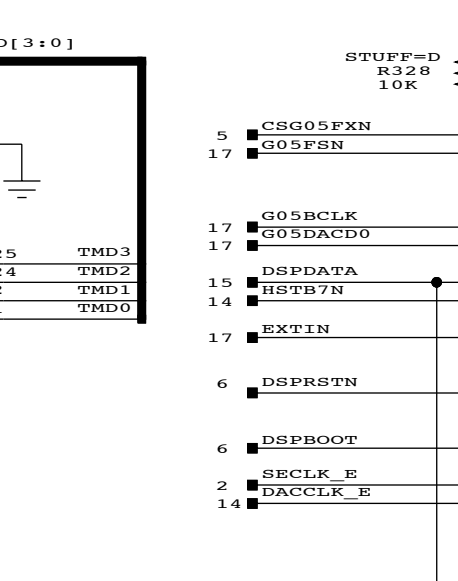 D[3:0]
STUFF=D
R328
10K
5 CSG05FXN
17 G05FSN
17 G05BCLK
17 G05DACD0
25 TMD3
24 TMD2
TMD1
TMD0
15 DSPDATA
14 HSTB7N
17 EXTIN
6 DSPRSTN
6 DSPBOOT
2 SECLK_E
14 DACCLK_E